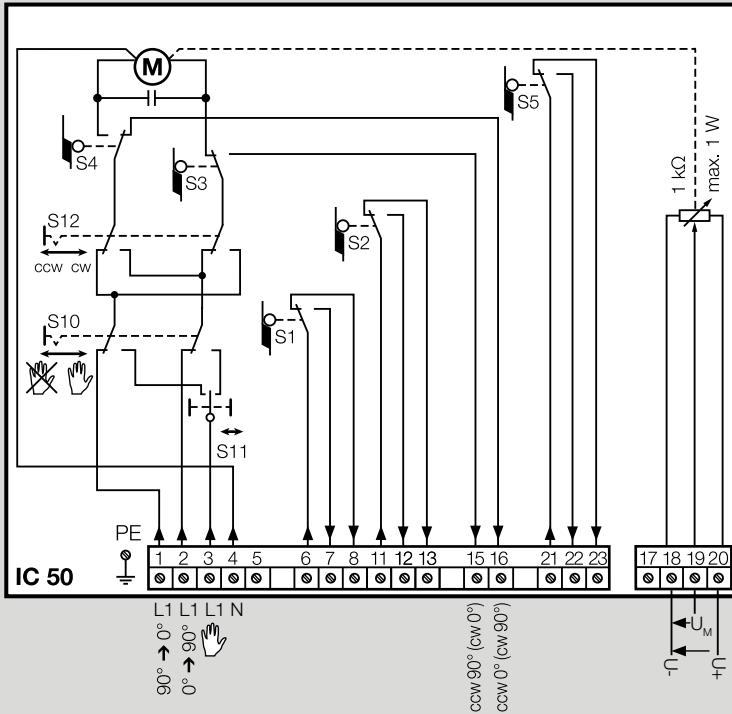 M
S4
S3
S5
1 kΩ
max. 1 W
S12
ccw cw
S2
S10
S1
S11
PE
IC 50
1 2 3 4 5 6 7 8 11 12 13 15 16 21 22 23 17 18 19 20
L1 L1 L1 N
90° ➔ 0°
0° ➔ 90°
ccw 90° (cw 0°)
ccw 0° (cw 90°)
U_M
-U
+U